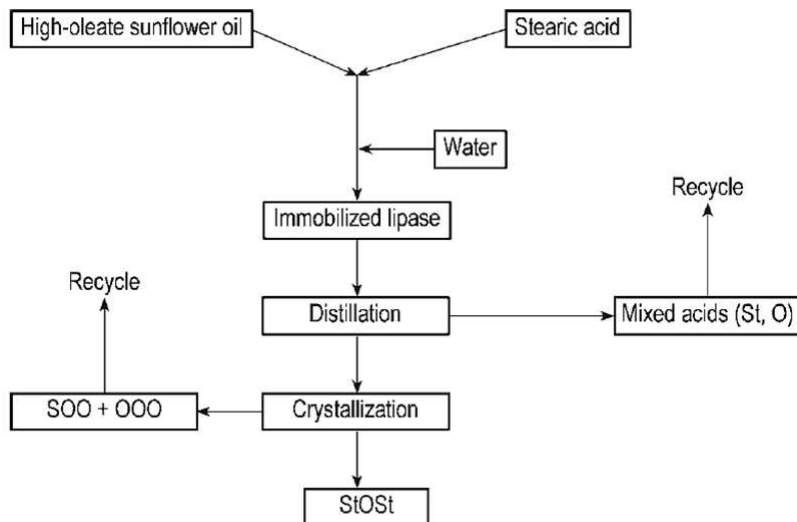 High-oleate sunflower oil
Stearic acid
Water
Recycle
Immobilized lipase
Recycle
Distillation
Mixed acids (St, O)
SOO + OOO
Crystallization
StOSt